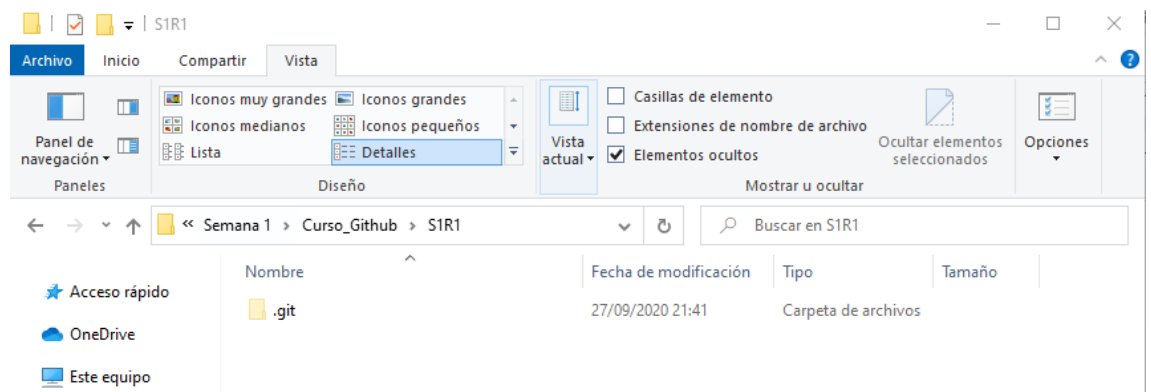 S1R1
Archivo Inicio Compartir Vista
Panel de navegación
Iconos muy grandes Iconos grandes
Iconos medianos Iconos pequeños
Lista Detalles
Vista actual
Casillas de elemento
Extensiones de nombre de archivo
Elementos ocultos
Ocultar elementos seleccionados
Opciones
Paneles Diseño Mostrar u ocultar
« Semana 1 > Curso_Github > S1R1 Buscar en S1R1
Nombre Fecha de modificación Tipo Tamaño
.git 27/09/2020 21:41 Carpeta de archivos
Acceso rápido
OneDrive
Este equipo